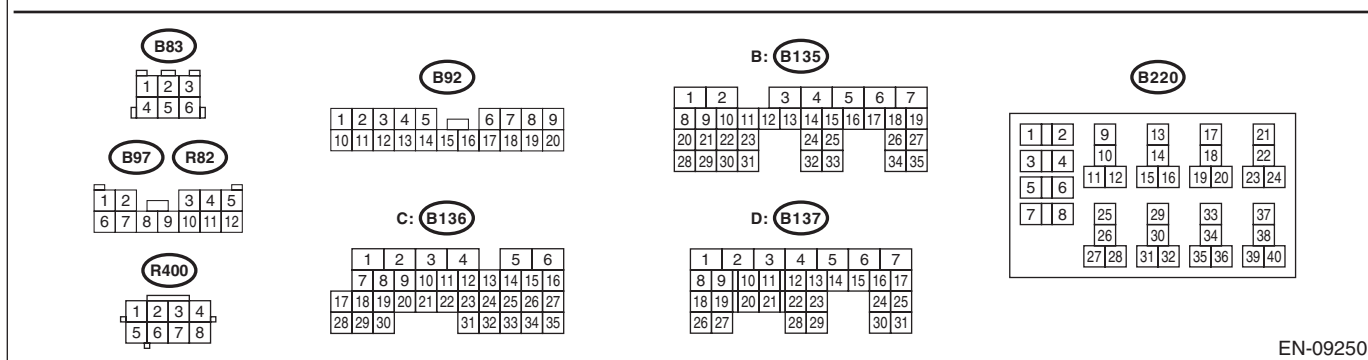 B83
1 2 3
4 5 6
B97 R82
1 2 3 4 5
6 7 8 9 10 11 12
R400
1 2 3 4
5 6 7 8
B92
1 2 3 4 5 6 7 8 9
10 11 12 13 14 15 16 17 18 19 20
C: B136
1 2 3 4 5 6
7 8 9 10 11 12 13 14 15 16
17 18 19 20 21 22 23 24 25 26 27
28 29 30 31 32 33 34 35
B: B135
1 2 3 4 5 6 7
8 9 10 11 12 13 14 15 16 17 18 19
20 21 22 23 24 25 26 27
28 29 30 31 32 33 34 35
D: B137
1 2 3 4 5 6 7
8 9 10 11 12 13 14 15 16 17
18 19 20 21 22 23 24 25
26 27 28 29 30 31
B220
1 2 9 13 17 21
3 4 10 14 18 22
5 6 11 12 15 16 19 20 23 24
7 8 25 29 33 37
26 30 34 38
27 28 31 32 35 36 39 40
EN-09250